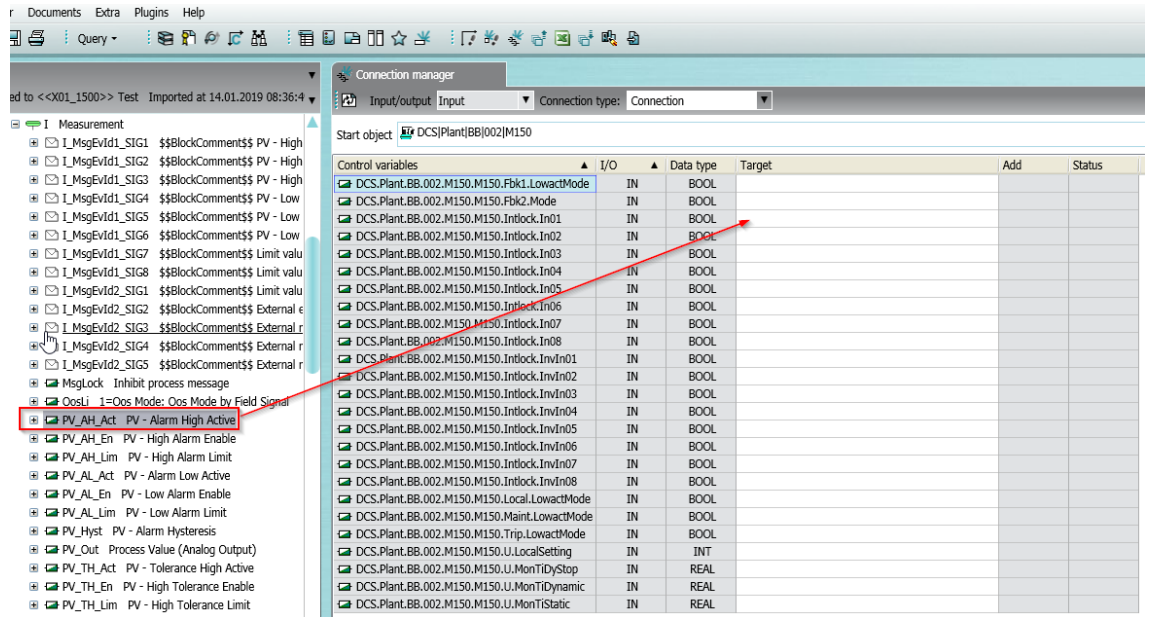 r Documents Extra Plugins Help
Query
Connection manager
ed to <<X01_1500>> Test Imported at 14.01.2019 08:36:4
Input/output Input Connection type: Connection
I Measurement
I_MsgEvId1_SIG1 $$BlockComment$$ PV - High
I_MsgEvId1_SIG2 $$BlockComment$$ PV - High
I_MsgEvId1_SIG3 $$BlockComment$$ PV - High
I_MsgEvId1_SIG4 $$BlockComment$$ PV - Low
I_MsgEvId1_SIG5 $$BlockComment$$ PV - Low
I_MsgEvId1_SIG6 $$BlockComment$$ PV - Low
I_MsgEvId1_SIG7 $$BlockComment$$ Limit valu
I_MsgEvId1_SIG8 $$BlockComment$$ Limit valu
I_MsgEvId2_SIG1 $$BlockComment$$ Limit valu
I_MsgEvId2_SIG2 $$BlockComment$$ External e
I_MsgEvId2_SIG3 $$BlockComment$$ External r
I_MsgEvId2_SIG4 $$BlockComment$$ External r
I_MsgEvId2_SIG5 $$BlockComment$$ External r
MsgLock Inhibit process message
OosLi 1=Oos Mode: Oos Mode by Field Signal
PV_AH_Act PV - Alarm High Active
PV_AH_En PV - High Alarm Enable
PV_AH_Lim PV - High Alarm Limit
PV_AL_Act PV - Alarm Low Active
PV_AL_En PV - Low Alarm Enable
PV_AL_Lim PV - Low Alarm Limit
PV_Hyst PV - Alarm Hysteresis
PV_Out Process Value (Analog Output)
PV_TH_Act PV - Tolerance High Active
PV_TH_En PV - High Tolerance Enable
PV_TH_Lim PV - High Tolerance Limit
Start object DCS|Plant|BB|002|M150
Control variables I/O Data type Target Add Status
DCS.Plant.BB.002.M150.M150.Fbk1.LowactMode IN BOOL
DCS.Plant.BB.002.M150.M150.Fbk2.Mode IN BOOL
DCS.Plant.BB.002.M150.M150.Intlock.In01 IN BOOL
DCS.Plant.BB.002.M150.M150.Intlock.In02 IN BOOL
DCS.Plant.BB.002.M150.M150.Intlock.In03 IN BOOL
DCS.Plant.BB.002.M150.M150.Intlock.In04 IN BOOL
DCS.Plant.BB.002.M150.M150.Intlock.In05 IN BOOL
DCS.Plant.BB.002.M150.M150.Intlock.In06 IN BOOL
DCS.Plant.BB.002.M150.M150.Intlock.In07 IN BOOL
DCS.Plant.BB.002.M150.M150.Intlock.In08 IN BOOL
DCS.Plant.BB.002.M150.M150.Intlock.InvIn01 IN BOOL
DCS.Plant.BB.002.M150.M150.Intlock.InvIn02 IN BOOL
DCS.Plant.BB.002.M150.M150.Intlock.InvIn03 IN BOOL
DCS.Plant.BB.002.M150.M150.Intlock.InvIn04 IN BOOL
DCS.Plant.BB.002.M150.M150.Intlock.InvIn05 IN BOOL
DCS.Plant.BB.002.M150.M150.Intlock.InvIn06 IN BOOL
DCS.Plant.BB.002.M150.M150.Intlock.InvIn07 IN BOOL
DCS.Plant.BB.002.M150.M150.Intlock.InvIn08 IN BOOL
DCS.Plant.BB.002.M150.M150.Local.LowactMode IN BOOL
DCS.Plant.BB.002.M150.M150.Maint.LowactMode IN BOOL
DCS.Plant.BB.002.M150.M150.Trip.LowactMode IN BOOL
DCS.Plant.BB.002.M150.M150.U.LocalSetting IN INT
DCS.Plant.BB.002.M150.M150.U.MonTiDyStop IN REAL
DCS.Plant.BB.002.M150.M150.U.MonTiDynamic IN REAL
DCS.Plant.BB.002.M150.M150.U.MonTiStatic IN REAL